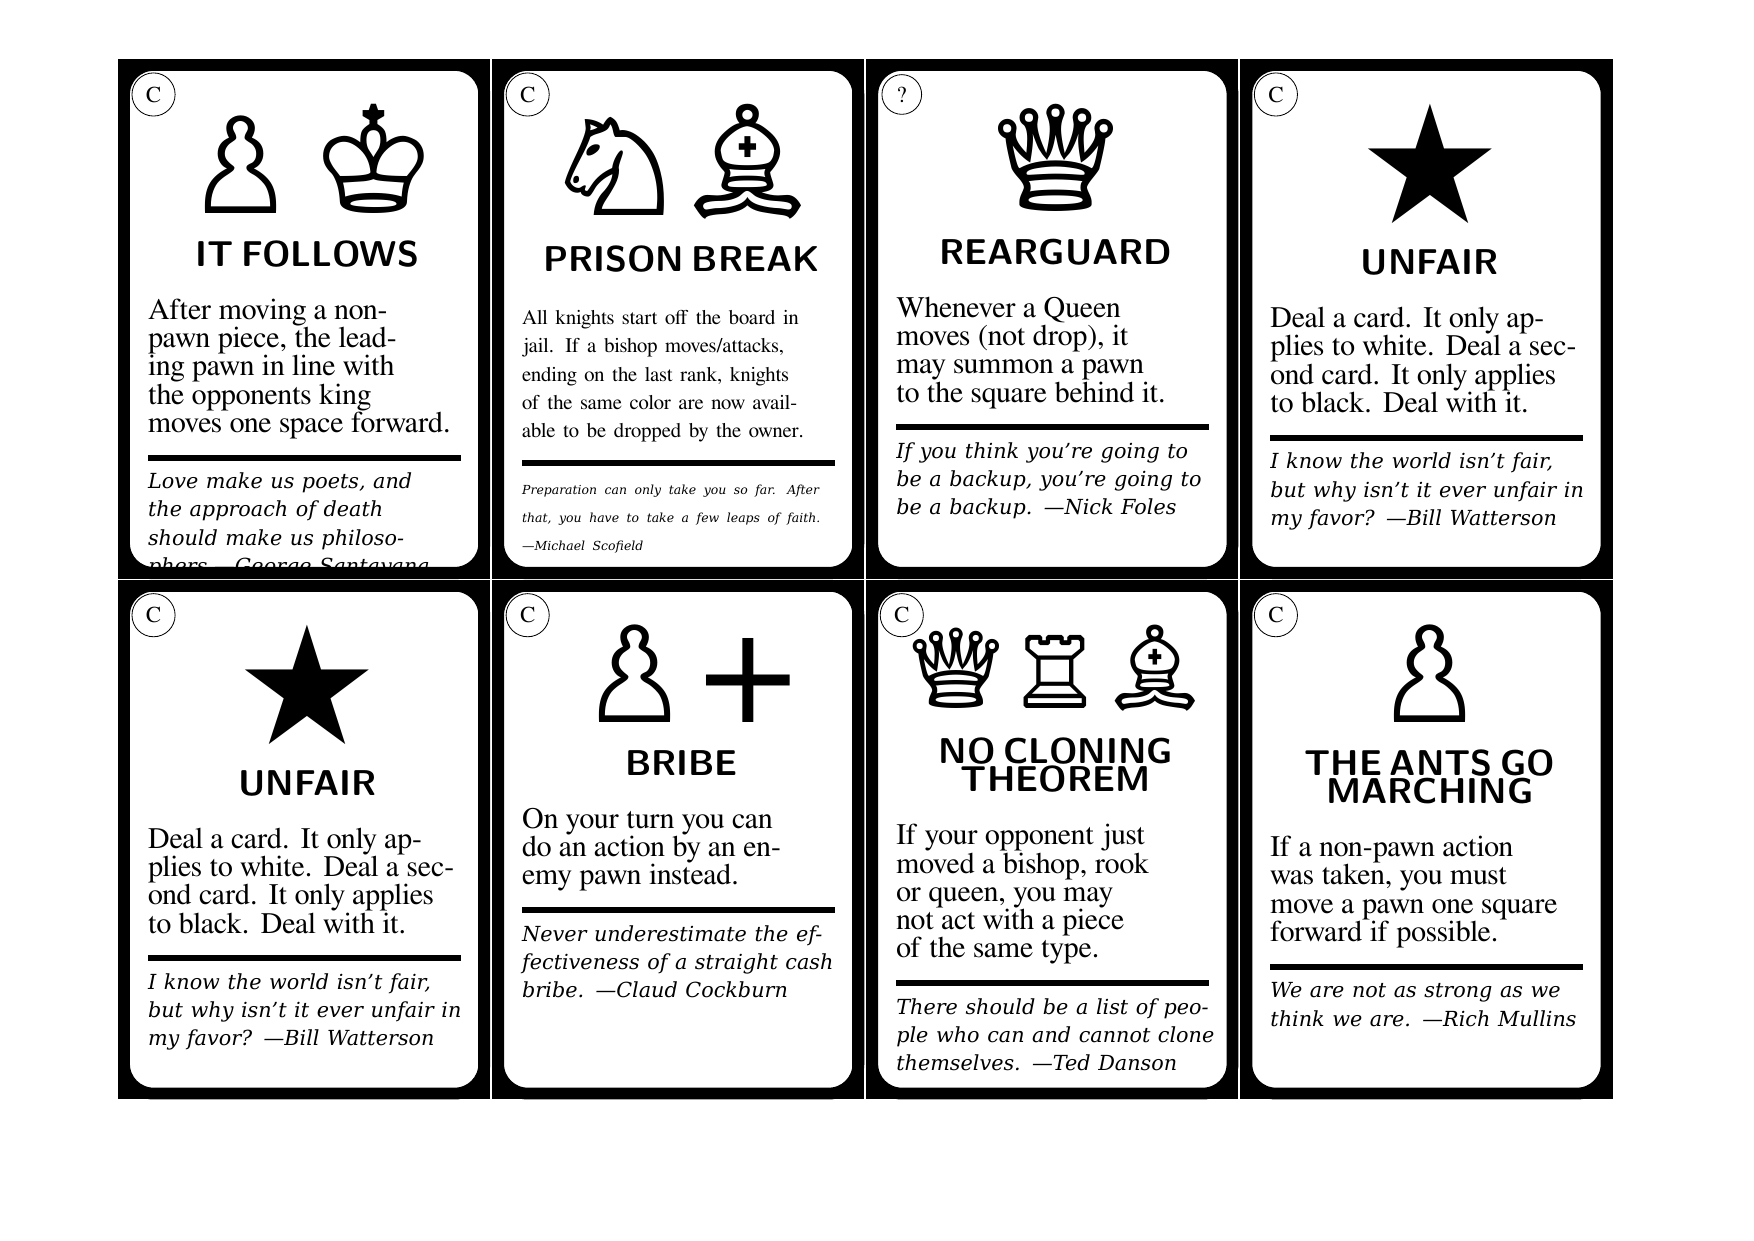 C
IT FOLLOWS
After moving a non-
pawn piece, the lead-
ing pawn in line with
the opponents king
moves one space forward.
Love make us poets, and
the approach of death
should make us philoso-
phers —George Santayana
C
PRISON BREAK
All knights start off the board in
jail. If a bishop moves/attacks,
ending on the last rank, knights
of the same color are now avail-
able to be dropped by the owner.
Preparation can only take you so far. After
that, you have to take a few leaps of faith.
—Michael Scofield
?
REARGUARD
Whenever a Queen
moves (not drop), it
may summon a pawn
to the square behind it.
If you think you’re going to
be a backup, you’re going to
be a backup. —Nick Foles
C
UNFAIR
Deal a card. It only ap-
plies to white. Deal a sec-
ond card. It only applies
to black. Deal with it.
I know the world isn’t fair,
but why isn’t it ever unfair in
my favor? —Bill Watterson
C
UNFAIR
Deal a card. It only ap-
plies to white. Deal a sec-
ond card. It only applies
to black. Deal with it.
I know the world isn’t fair,
but why isn’t it ever unfair in
my favor? —Bill Watterson
C
BRIBE
On your turn you can
do an action by an en-
emy pawn instead.
Never underestimate the ef-
fectiveness of a straight cash
bribe. —Claud Cockburn
C
NO CLONING
THEOREM
If your opponent just
moved a bishop, rook
or queen, you may
not act with a piece
of the same type.
There should be a list of peo-
ple who can and cannot clone
themselves. —Ted Danson
C
THE ANTS GO
MARCHING
If a non-pawn action
was taken, you must
move a pawn one square
forward if possible.
We are not as strong as we
think we are. —Rich Mullins